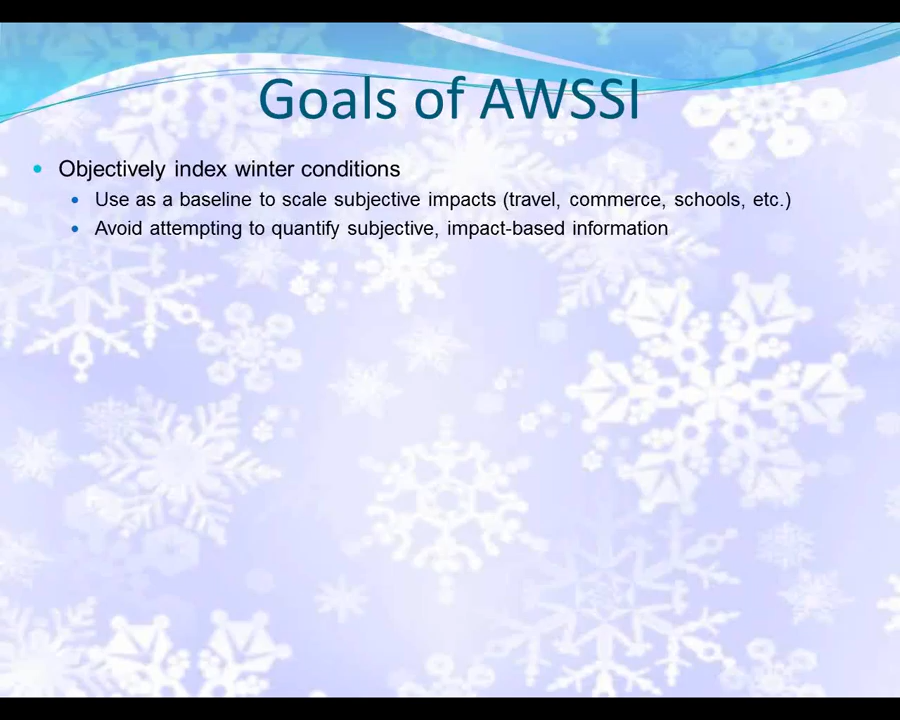 Goals of AWSSI
Objectively index winter conditions
Use as a baseline to scale subjective impacts (travel, commerce, schools, etc.)
Avoid attempting to quantify subjective, impact-based information